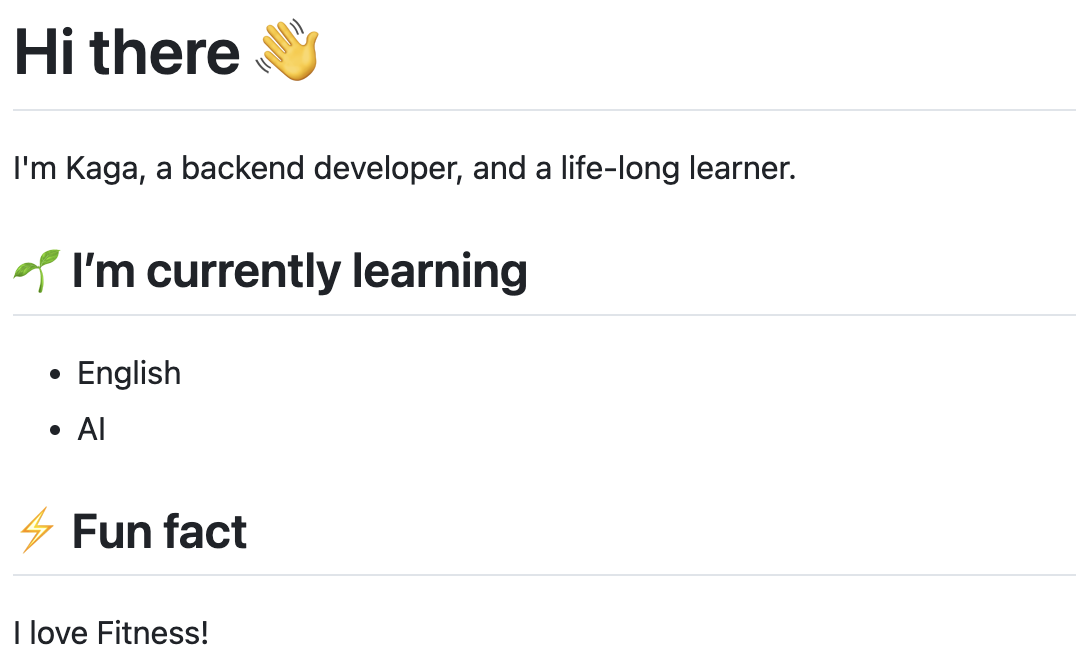 Hi there 👋
I'm Kaga, a backend developer, and a life-long learner.
🌱 I’m currently learning
• English
• AI
⚡ Fun fact
I love Fitness!